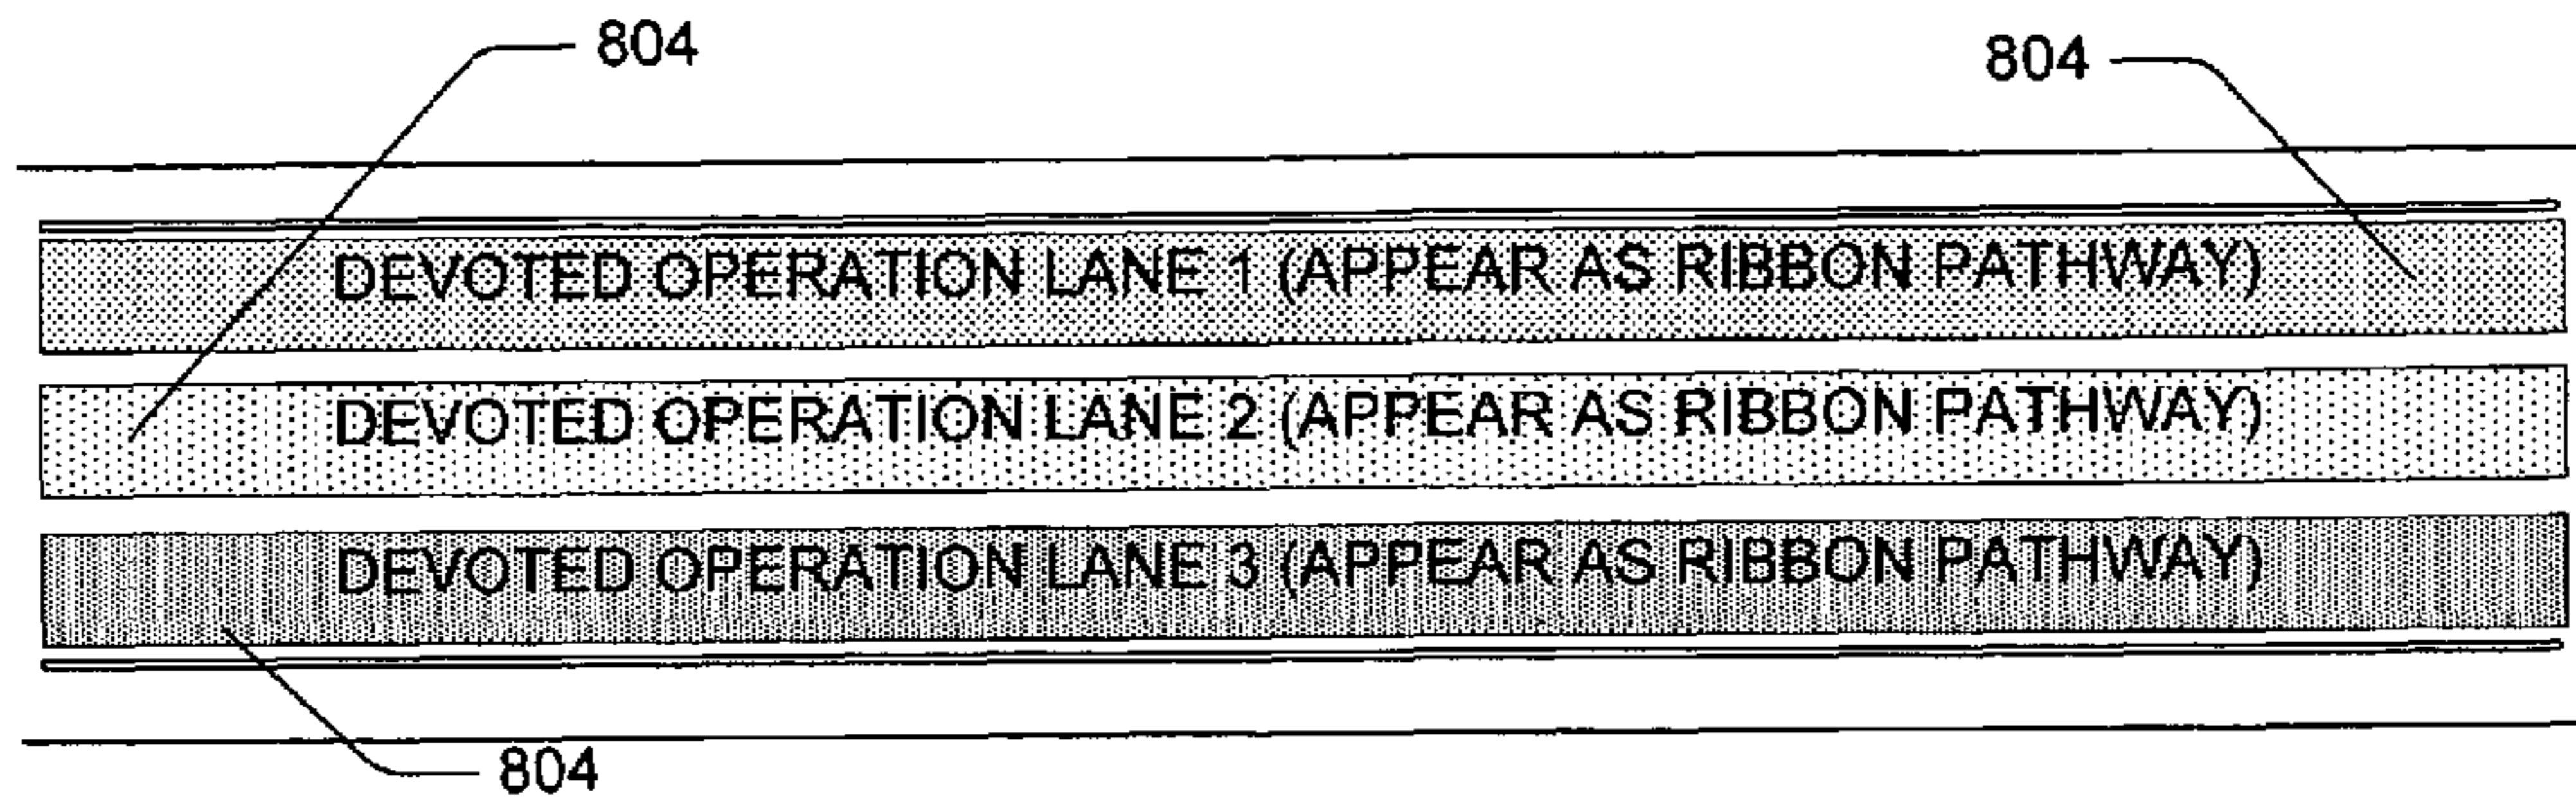 804
804
DEVOTED OPERATION LANE 1 (APPEAR AS RIBBON PATHWAY)
DEVOTED OPERATION LANE 2 (APPEAR AS RIBBON PATHWAY)
DEVOTED OPERATION LANE 3 (APPEAR AS RIBBON PATHWAY)
804